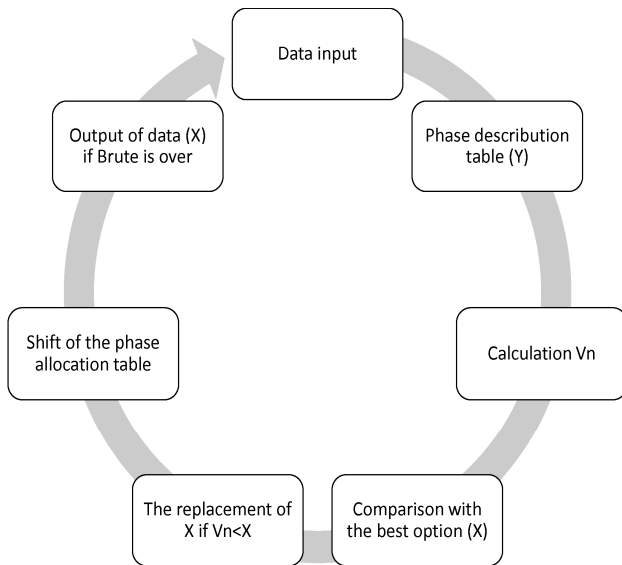 Data input
Phase describution
table (Y)
Calculation Vn
Comparison with
the best option (X)
The replacement of
X if Vn<X
Shift of the phase
allocation table
Output of data (X)
if Brute is over